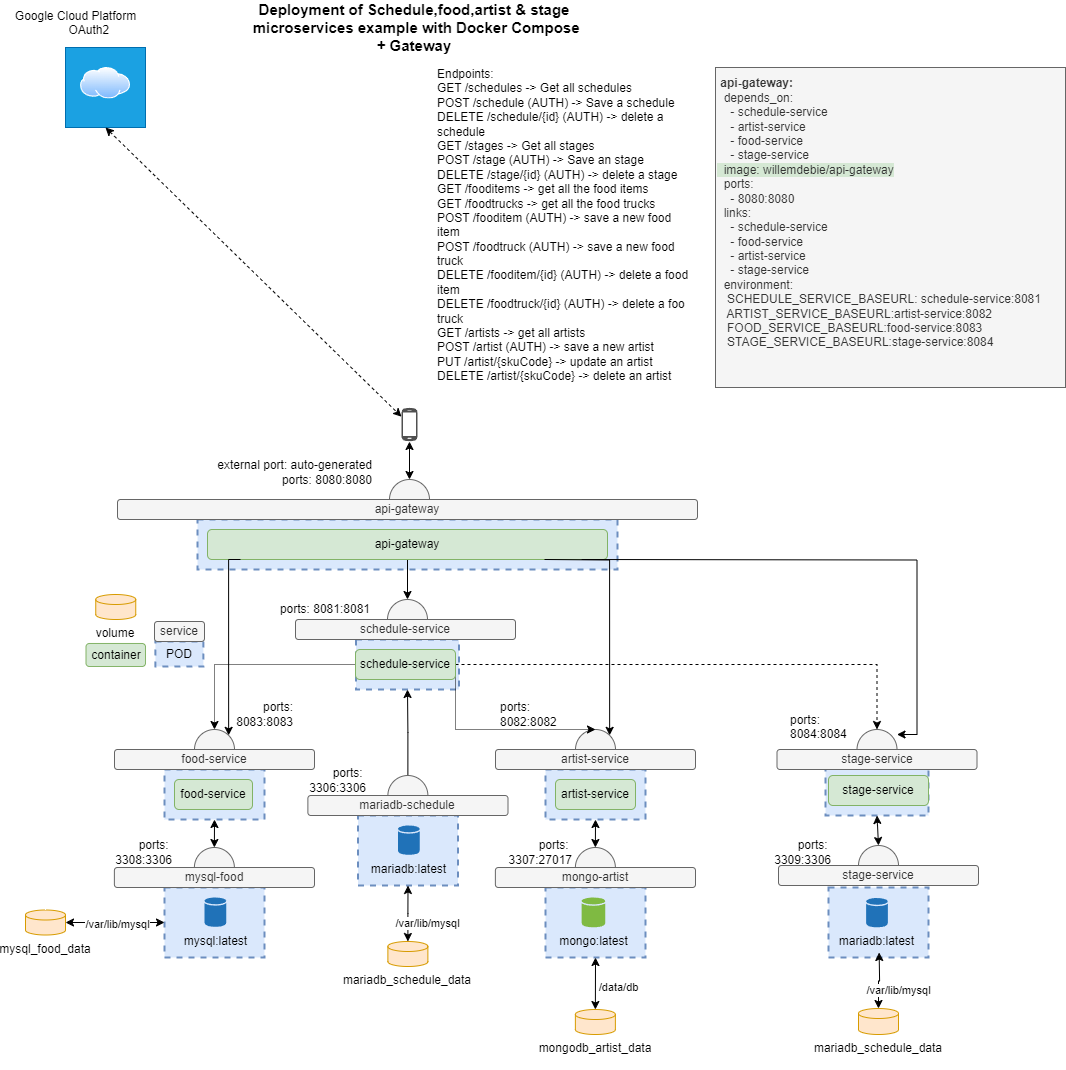 Google Cloud Platform
OAuth2
Deployment of Schedule,food,artist & stage
microservices example with Docker Compose
+ Gateway
Endpoints:
GET /schedules -> Get all schedules
POST /schedule (AUTH) -> Save a schedule
DELETE /schedule/{id} (AUTH) -> delete a
schedule
GET /stages -> Get all stages
POST /stage (AUTH) -> Save an stage
DELETE /stage/{id} (AUTH) -> delete a stage
GET /fooditems -> get all the food items
GET /foodtrucks -> get all the food trucks
POST /fooditem (AUTH) -> save a new food
item
POST /foodtruck (AUTH) -> save a new food
truck
DELETE /fooditem/{id} (AUTH) -> delete a food
item
DELETE /foodtruck/{id} (AUTH) -> delete a foo
truck
GET /artists -> get all artists
POST /artist (AUTH) -> save a new artist
PUT /artist/{skuCode} -> update an artist
DELETE /artist/{skuCode} -> delete an artist
api-gateway:
depends_on:
- schedule-service
- artist-service
- food-service
- stage-service
image: willemdebie/api-gateway
ports:
- 8080:8080
links:
- schedule-service
- food-service
- artist-service
- stage-service
environment:
SCHEDULE_SERVICE_BASEURL: schedule-service:8081
ARTIST_SERVICE_BASEURL:artist-service:8082
FOOD_SERVICE_BASEURL:food-service:8083
STAGE_SERVICE_BASEURL:stage-service:8084
external port: auto-generated
ports: 8080:8080
api-gateway
api-gateway
volume
service
container
POD
ports: 8081:8081
schedule-service
schedule-service
ports:
8083:8083
food-service
food-service
ports:
8082:8082
artist-service
artist-service
ports:
8084:8084
stage-service
stage-service
ports:
3306:3306
mariadb-schedule
mariadb:latest
/var/lib/mysql
mariadb_schedule_data
ports:
3308:3306
mysql-food
mysql:latest
/var/lib/mysql
mysql_food_data
ports:
3307:27017
mongo-artist
mongo:latest
/data/db
mongodb_artist_data
ports:
3309:3306
stage-service
mariadb:latest
/var/lib/mysql
mariadb_schedule_data